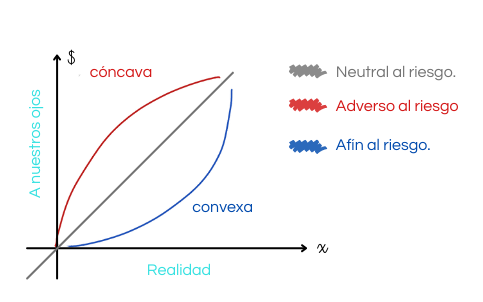 $
cóncava
Neutral al riesgo.
Adverso al riesgo
Afín al riesgo.
A nuestros ojos
convexa
x
Realidad